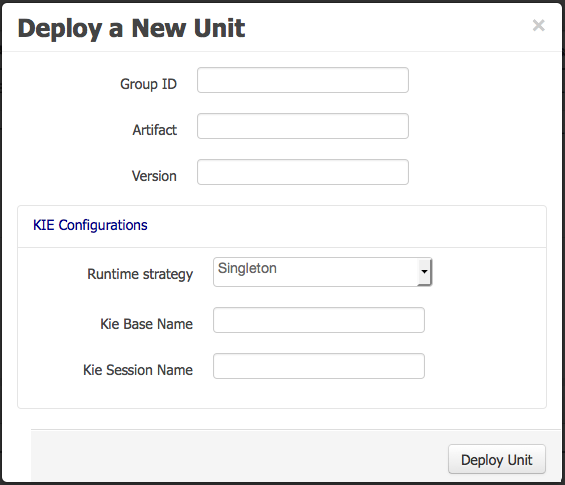 Deploy a New Unit ×
Group ID
Artifact
Version
KIE Configurations
Runtime strategy Singleton
Kie Base Name
Kie Session Name
Deploy Unit